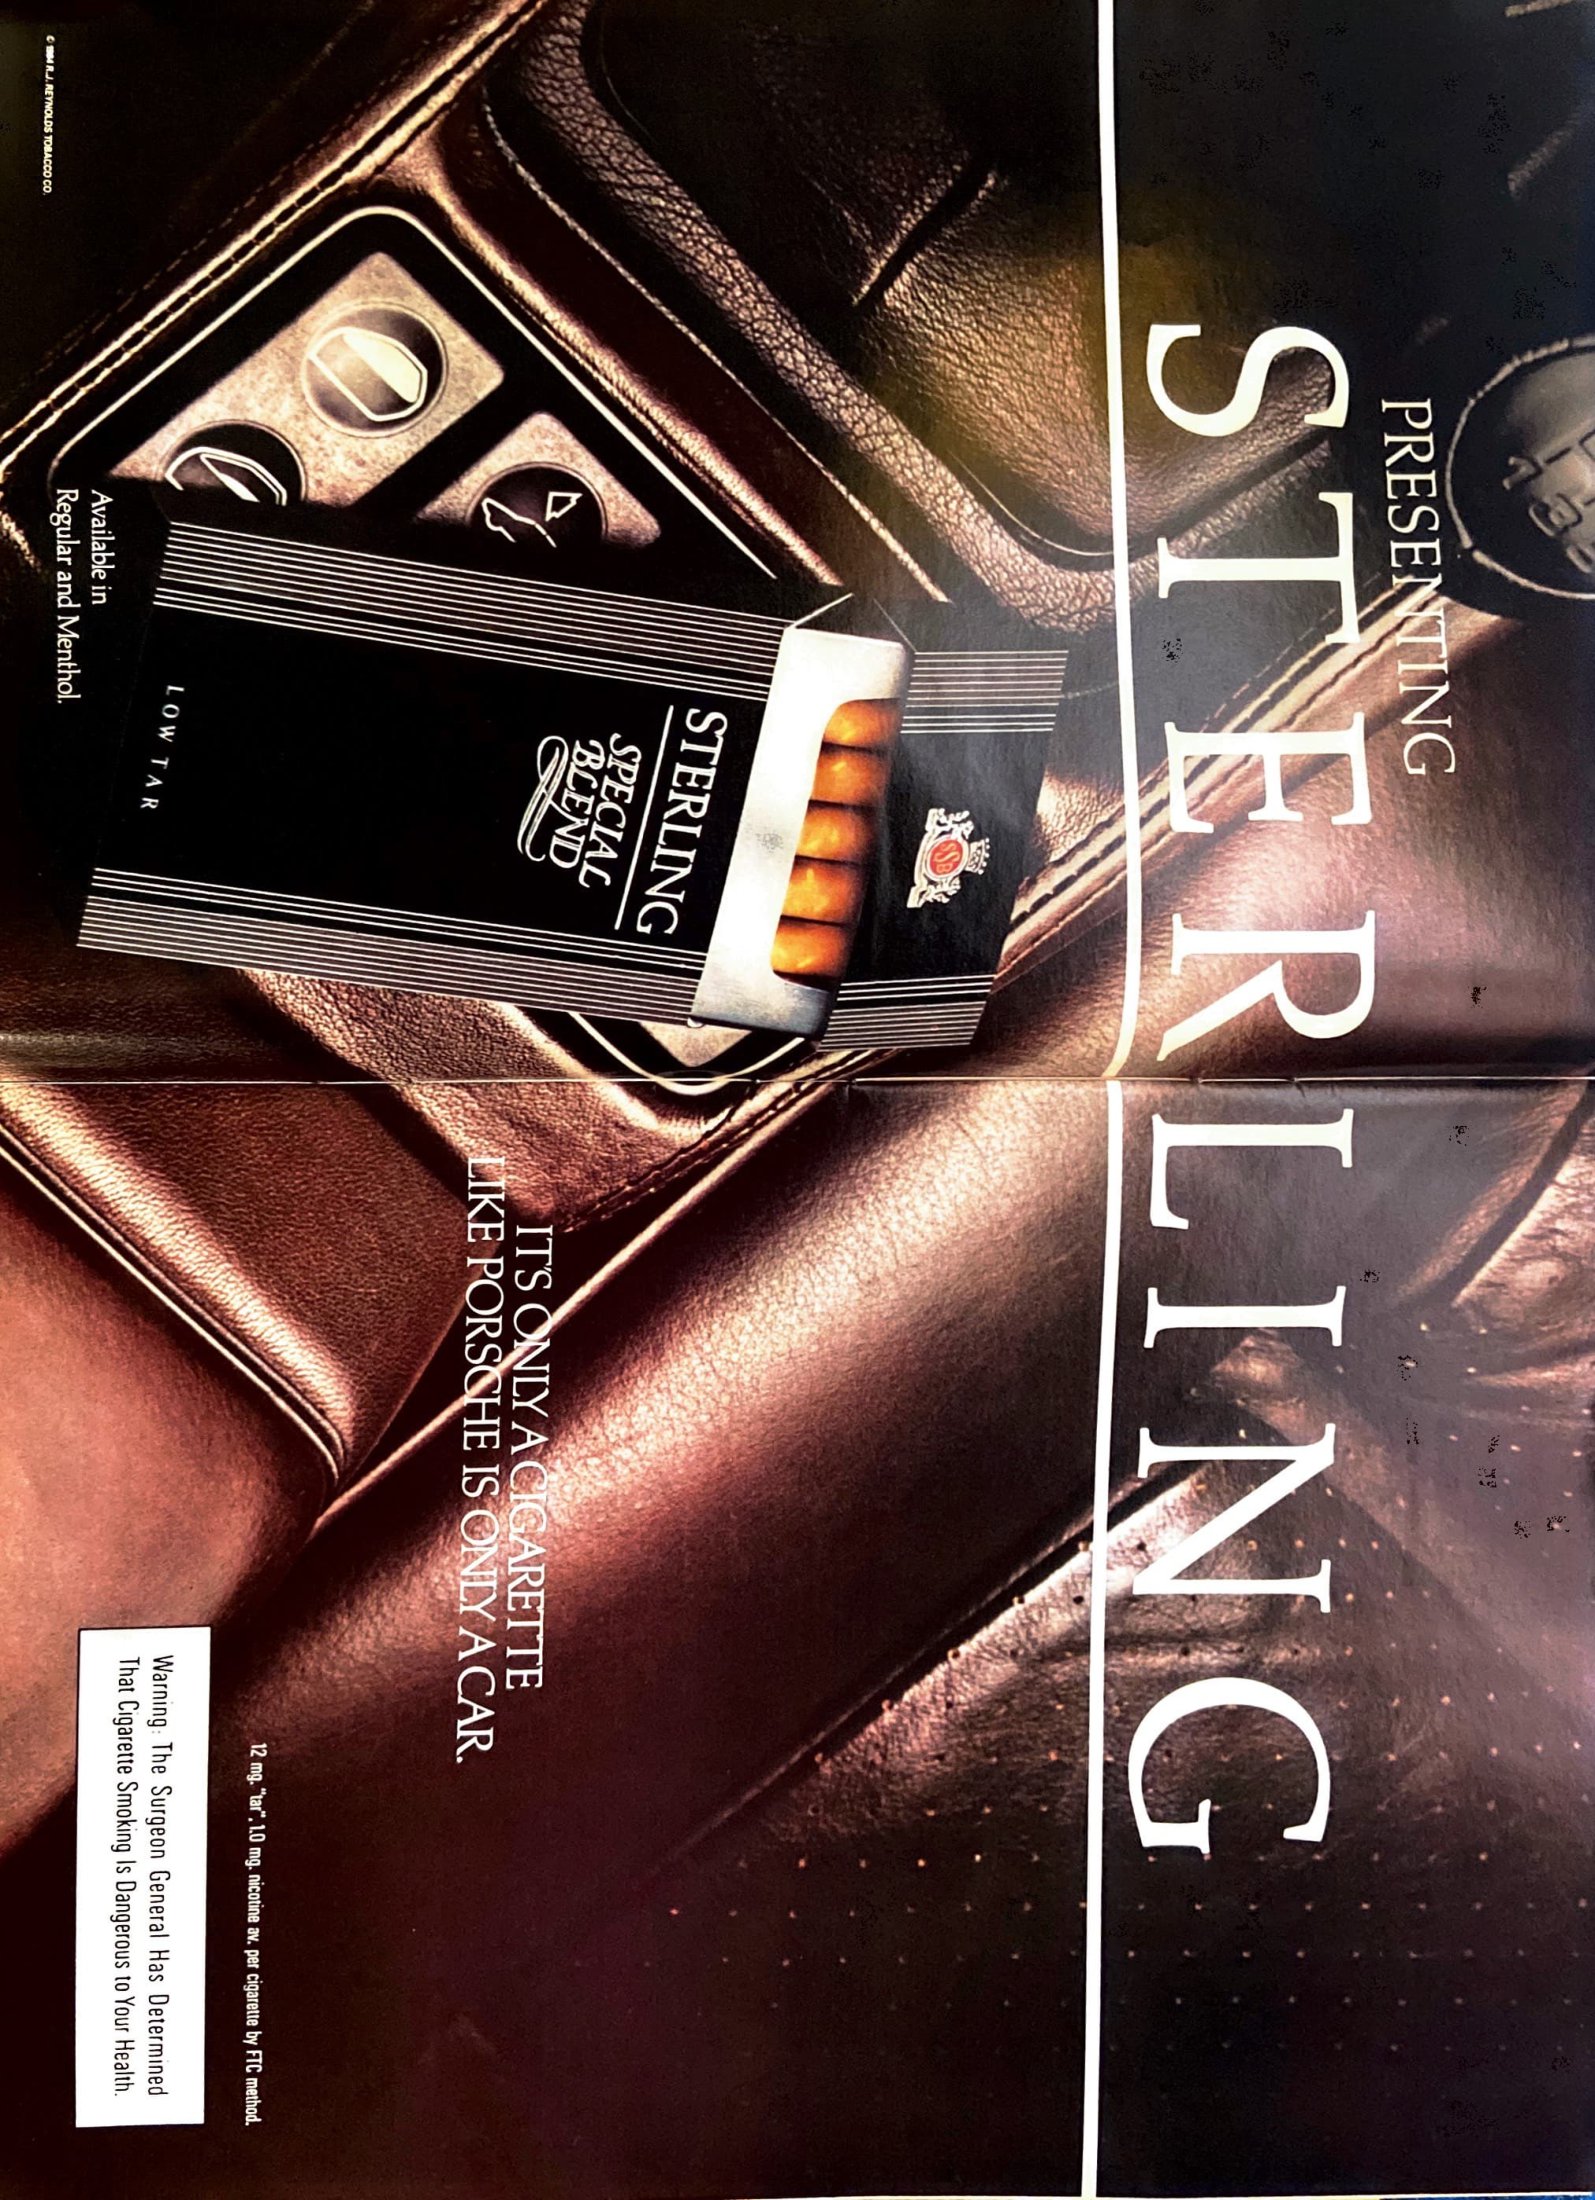 PRESENTING
STERLING
SSB
STERLING
SPECIAL
BLEND
LOW TAR
IT'S ONLY A CIGARETTE
LIKE PORSCHE IS ONLY A CAR.
Available in
Regular and Menthol.
12 mg. "tar", 1.0 mg. nicotine av. per cigarette by FTC method.
Warning: The Surgeon General Has Determined
That Cigarette Smoking Is Dangerous to Your Health.
© 1984 R.J. REYNOLDS TOBACCO CO.